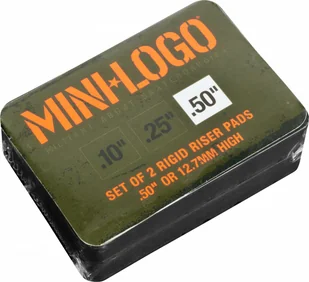 MINI★LOGO
.10" .25" .50"
SET OF 2 RIGID RISER PADS
.50" OR 12.7MM HIGH